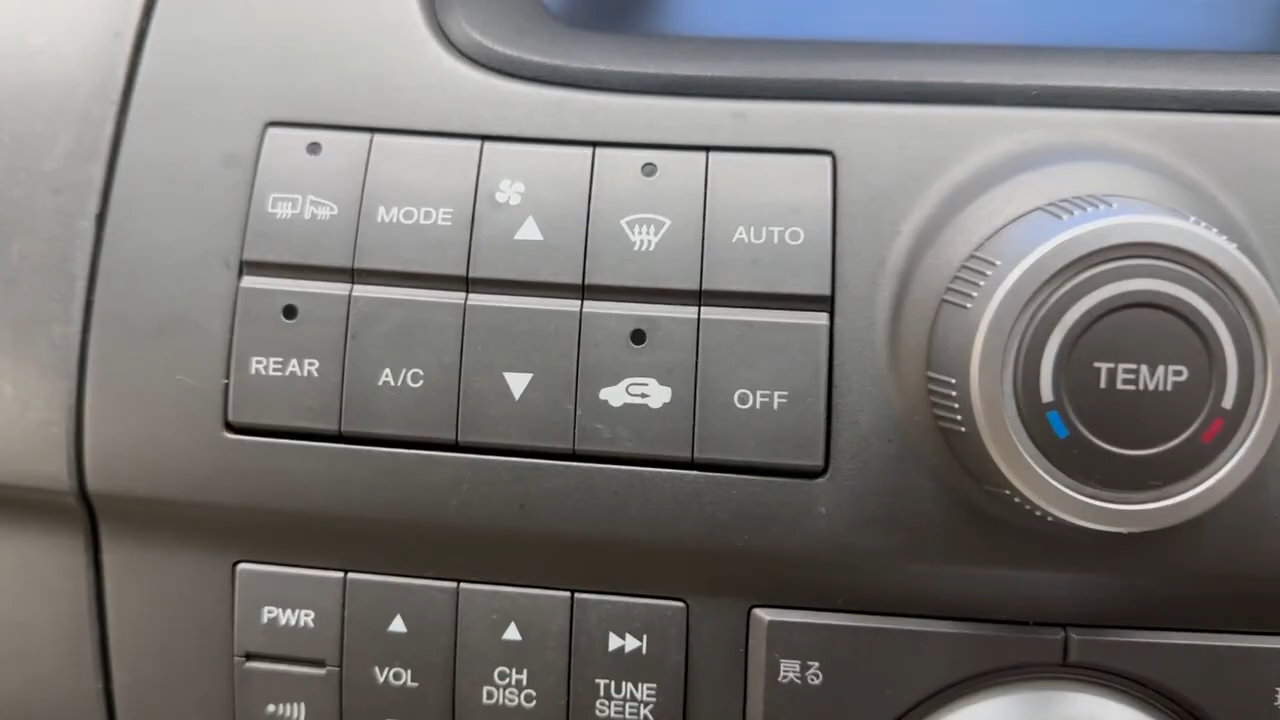 MODE
AUTO
REAR
A/C
OFF
TEMP
PWR
VOL
CH
DISC
TUNE
SEEK
戻る